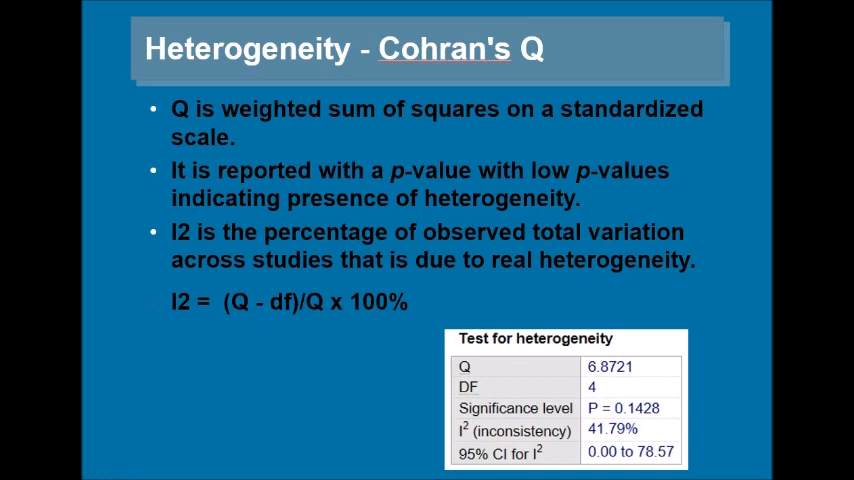 Heterogeneity - Cohran's Q
• Q is weighted sum of squares on a standardized
scale.
• It is reported with a p-value with low p-values
indicating presence of heterogeneity.
• I2 is the percentage of observed total variation
across studies that is due to real heterogeneity.
I2 = (Q - df)/Q x 100%
Test for heterogeneity
Q 6.8721
DF 4
Significance level P = 0.1428
I² (inconsistency) 41.79%
95% CI for I² 0.00 to 78.57